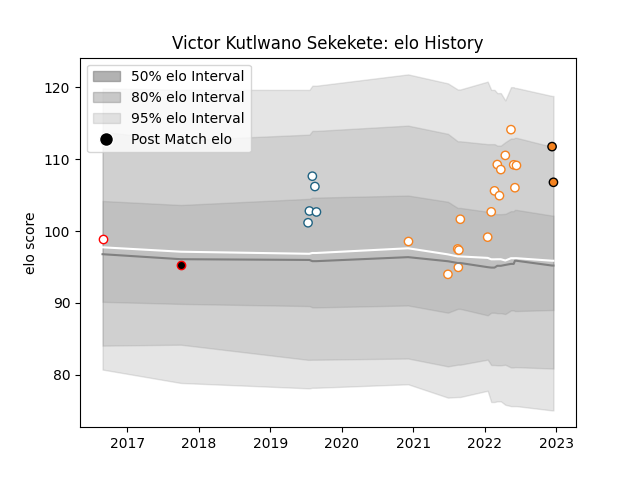 Victor Kutlwano Sekekete: elo History
50% elo Interval
80% elo Interval
95% elo Interval
Post Match elo
elo score
120
110
100
90
80
2017 2018 2019 2020 2021 2022 2023